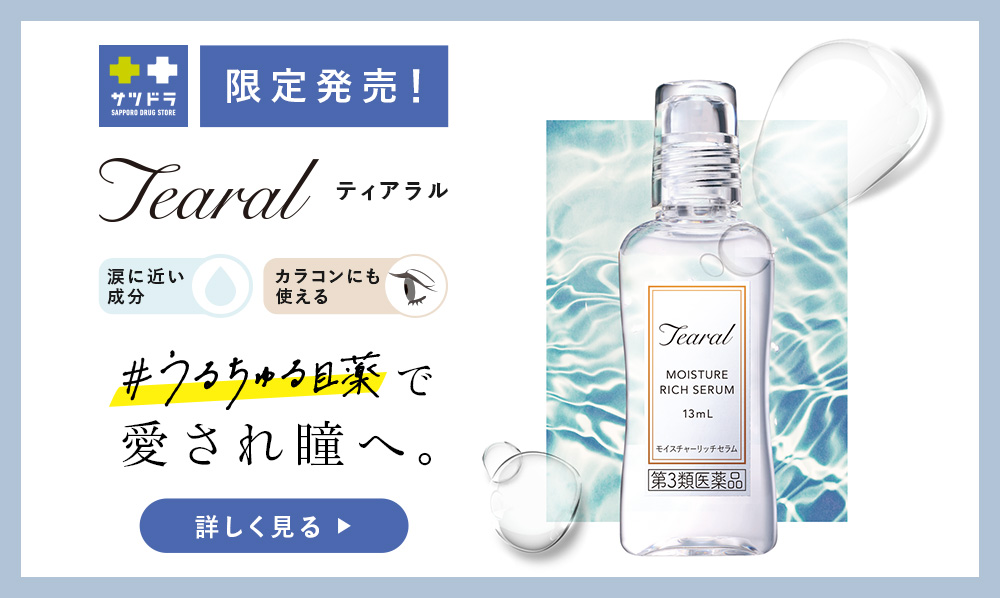 サツドラ
SAPPORO DRUG STORE
限定発売！
Tearal ティアラル
涙に近い
成分
カラコンにも
使える
#うるちゅる目薬で
愛され瞳へ。
詳しく見る ▶
Tearal
MOISTURE
RICH SERUM
13mL
モイスチャーリッチセラム
第3類医薬品